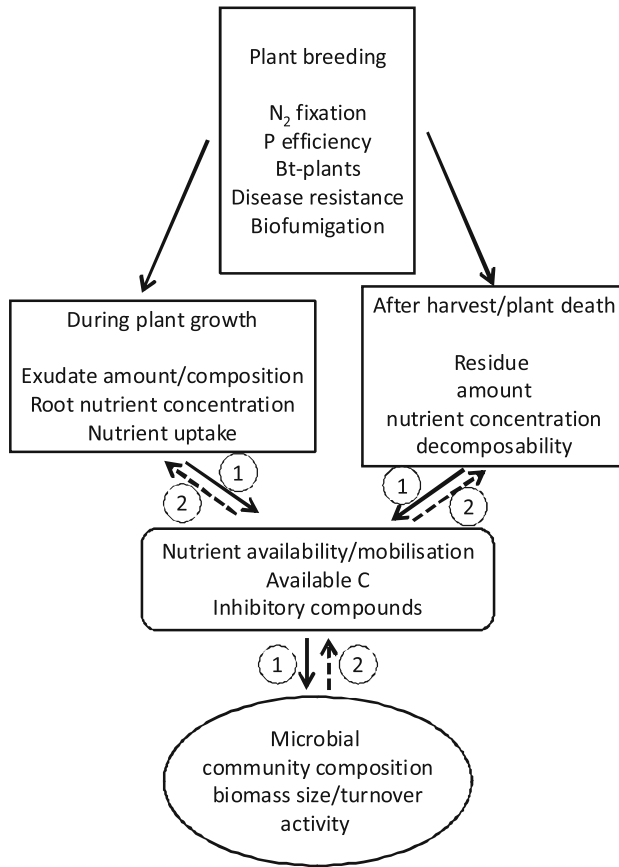 Plant breeding
N₂ fixation
P efficiency
Bt-plants
Disease resistance
Biofumigation
During plant growth
Exudate amount/composition
Root nutrient concentration
Nutrient uptake
After harvest/plant death
Residue
amount
nutrient concentration
decomposability
1
2
1
2
Nutrient availability/mobilisation
Available C
Inhibitory compounds
1
2
Microbial
community composition
biomass size/turnover
activity